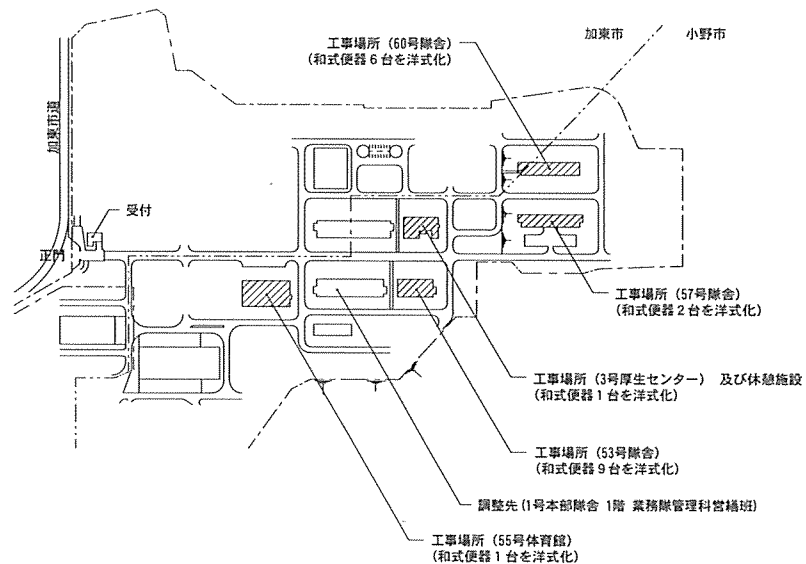 工事場所（60号隊舎）
（和式便器６台を洋式化）
加東市
小野市
加東市道
受付
正門
工事場所（57号隊舎）
（和式便器２台を洋式化）
工事場所（3号厚生センター）　及び休憩施設
（和式便器１台を洋式化）
工事場所（53号隊舎）
（和式便器９台を洋式化）
調整先（1号本部隊舎 1階 業務隊管理科営繕班）
工事場所（55号体育館）
（和式便器１台を洋式化）